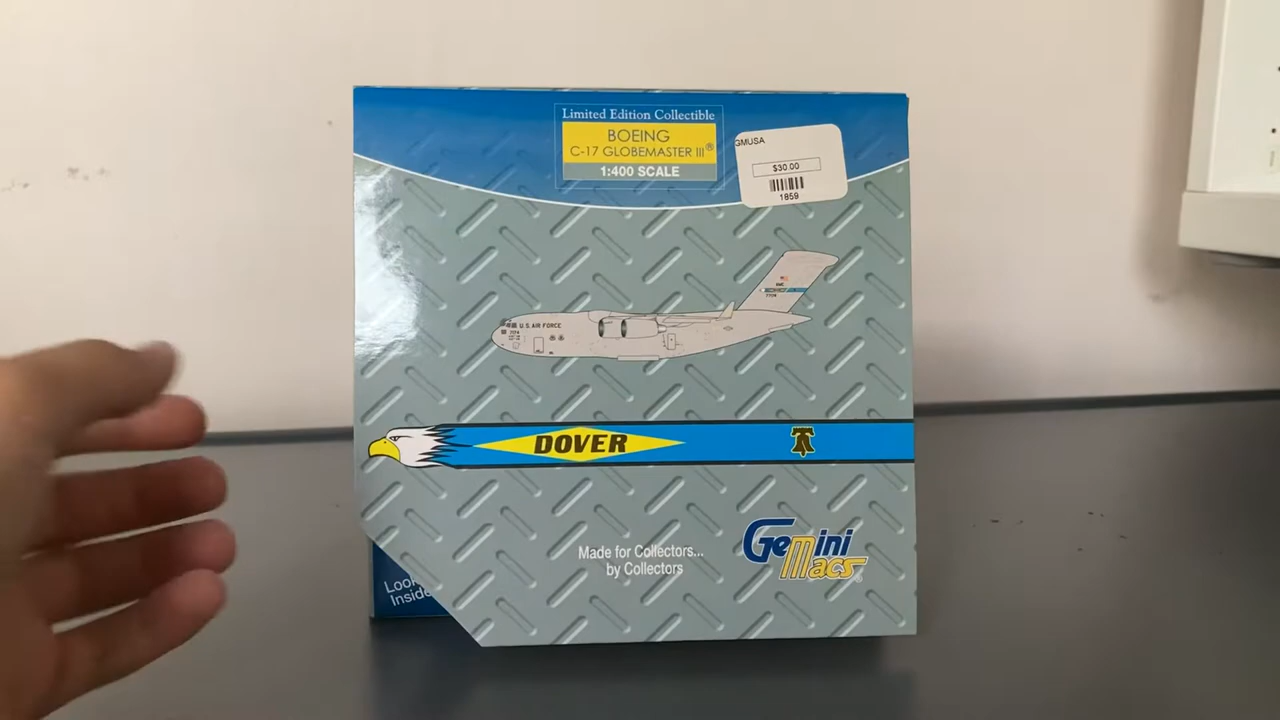 Limited Edition Collectible
BOEING
C-17 GLOBEMASTER III®
1:400 SCALE
GMUSA
$30.00
1859
U.S. AIR FORCE
DOVER
Made for Collectors...
by Collectors
Gemini
Macs
Look
Inside